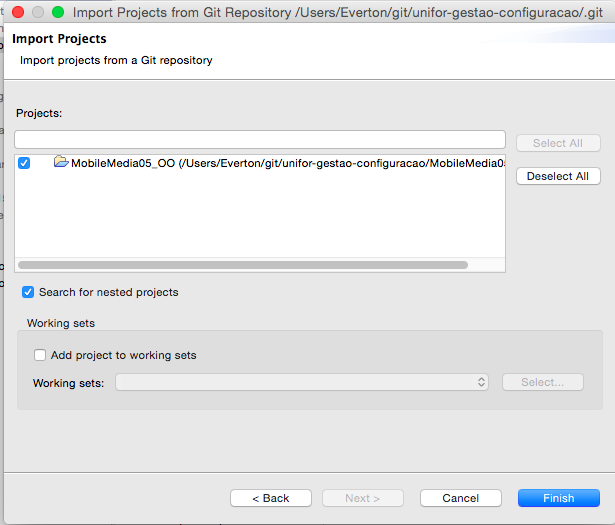 Import Projects from Git Repository /Users/Everton/git/unifor-gestao-configuracao/.git
Import Projects
Import projects from a Git repository
Projects:
Select All
MobileMedia05_OO (/Users/Everton/git/unifor-gestao-configuracao/MobileMedia05
Deselect All
Search for nested projects
Working sets
Add project to working sets
Working sets:
Select...
< Back
Next >
Cancel
Finish